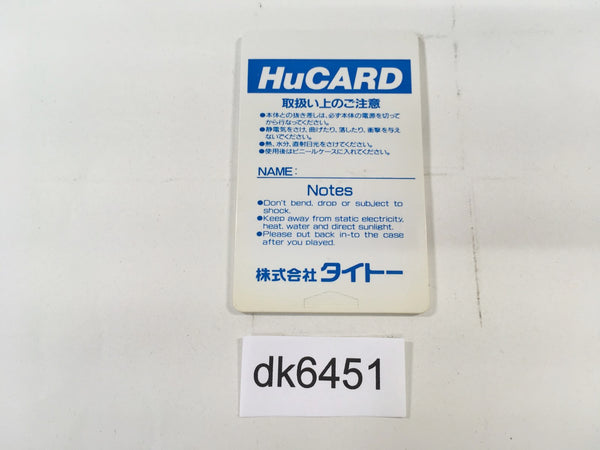 HuCARD
取扱い上のご注意
●本体との抜き差しは、必ず本体の電源を切って
から行なってください。
●静電気をさけ、曲げたり、落したり、衝撃を与え
ないでください。
●熱、水分、直射日光をさけてください。
●使用後はビニールケースに入れてください。
NAME:
Notes
●Don't bend, drop or subject to
shock.
●Keep away from static electricity,
heat, water and direct sunlight.
●Please put back in-to the case
after you played.
株式会社 タイトー
dk6451